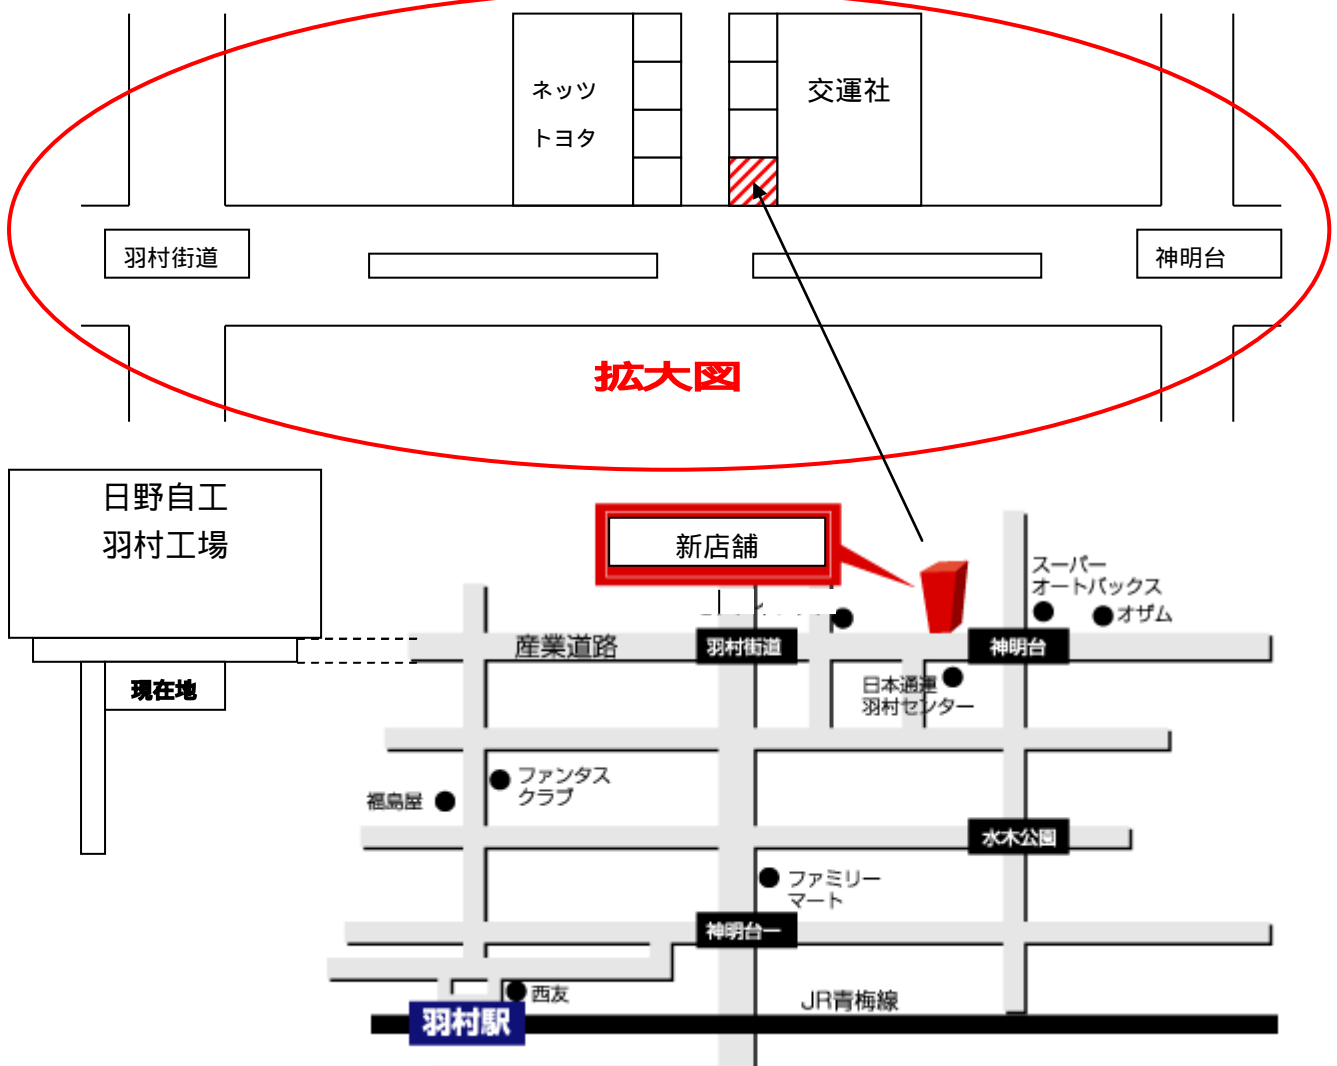 ネッツ
トヨタ
交運社
羽村街道
神明台
拡大図
日野自工
羽村工場
新店舗
スーパー
オートバックス
オザム
産業道路
羽村街道
神明台
現在地
日本通運
羽村センター
ファンタス
クラブ
福島屋
水木公園
ファミリー
マート
神明台一
西友
JR青梅線
羽村駅